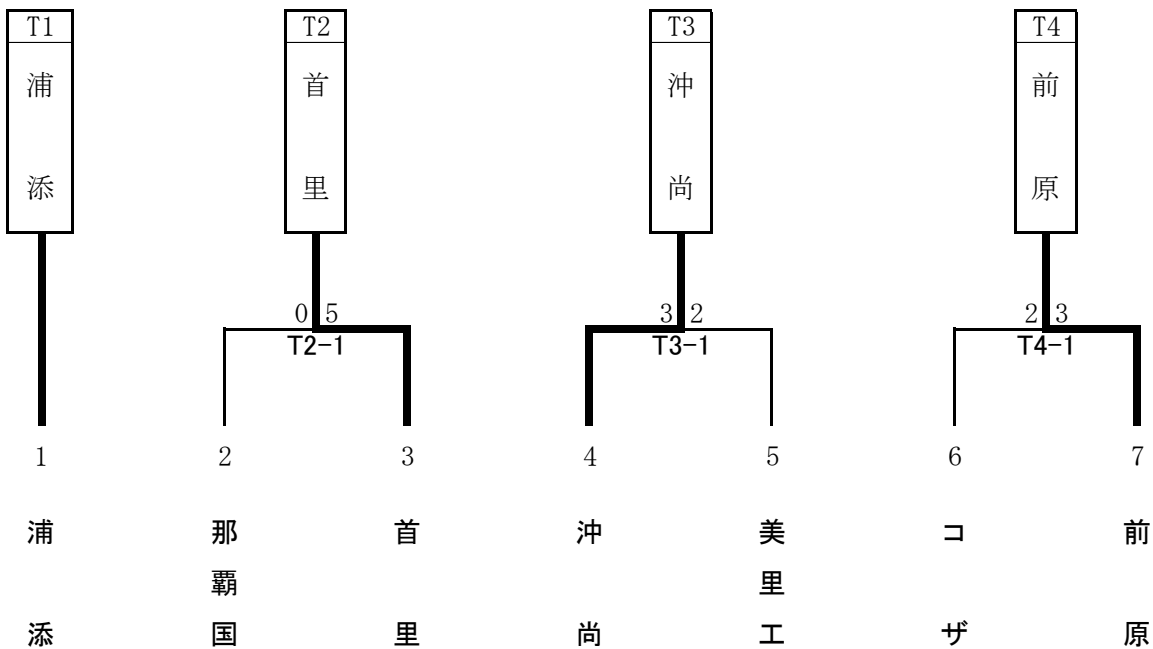 T1
浦添
T2
首里
T3
沖尚
T4
前原
0 5
T2-1
3 2
T3-1
2 3
T4-1
1 2 3 4 5 6 7
浦添
那覇国
首里
沖尚
美里工
コザ
前原